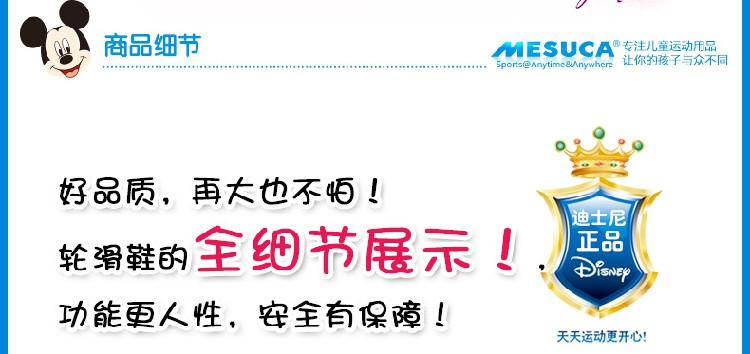 商品细节
MESUCA® 专注儿童运动用品
Sports@Anytime&Anywhere 让你的孩子与众不同
好品质，再大也不怕！
轮滑鞋的全细节展示！，
功能更人性，安全有保障！
迪士尼
正品
Disney
天天运动更开心!